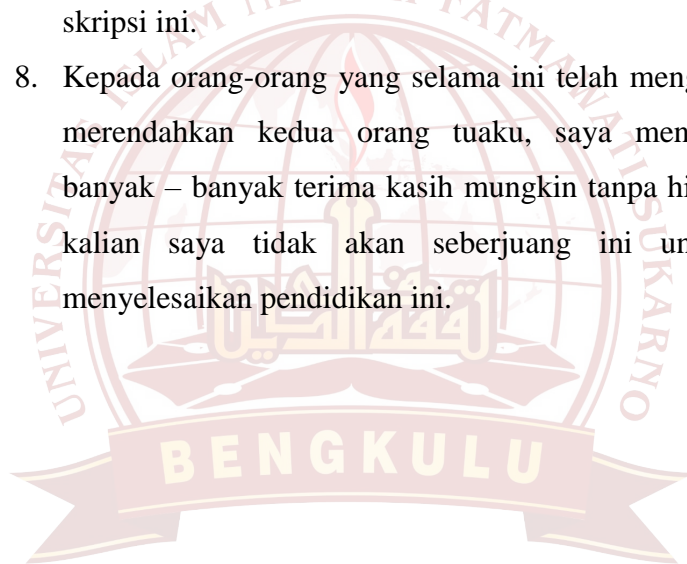 skripsi ini.
8. Kepada orang-orang yang selama ini telah
merendahkan kedua orang tuaku, saya
banyak – banyak terima kasih mungkin tanpa
kalian saya tidak akan seberjuang ini
menyelesaikan pendidikan ini.
SUKARNO
BENGKULU